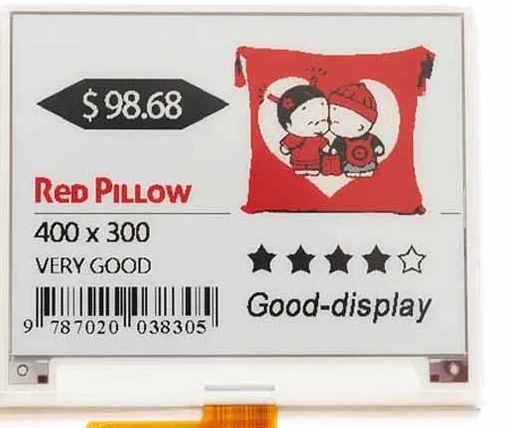 $ 98.68
RED PILLOW
400 x 300
VERY GOOD
9 787020 038305
Good-display